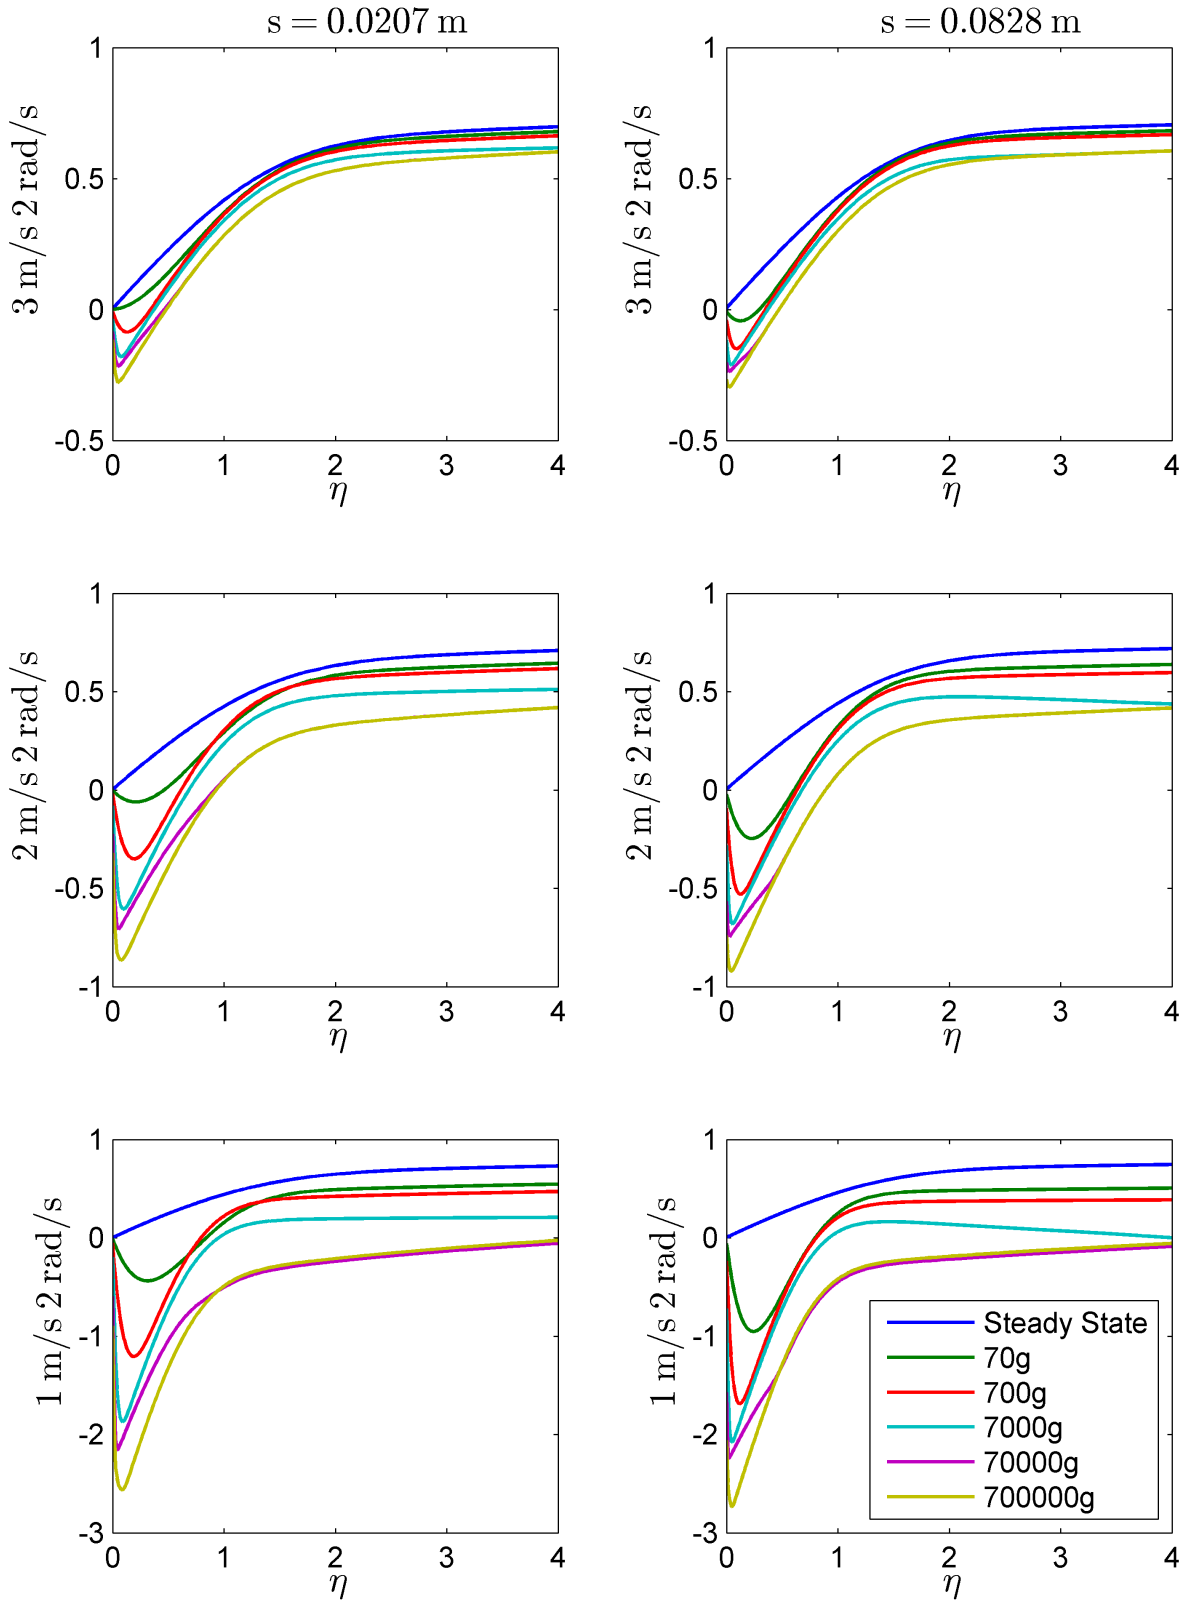 s = 0.0207 m
s = 0.0828 m
3 m/s 2 rad/s
1
0.5
0
-0.5
0 1 2 3 4
η
3 m/s 2 rad/s
1
0.5
0
-0.5
0 1 2 3 4
η
2 m/s 2 rad/s
1
0.5
0
-0.5
-1
0 1 2 3 4
η
2 m/s 2 rad/s
1
0.5
0
-0.5
-1
0 1 2 3 4
η
1 m/s 2 rad/s
1
0
-1
-2
-3
0 1 2 3 4
η
1 m/s 2 rad/s
1
0
-1
-2
-3
0 1 2 3 4
η
Steady State
70g
700g
7000g
70000g
700000g